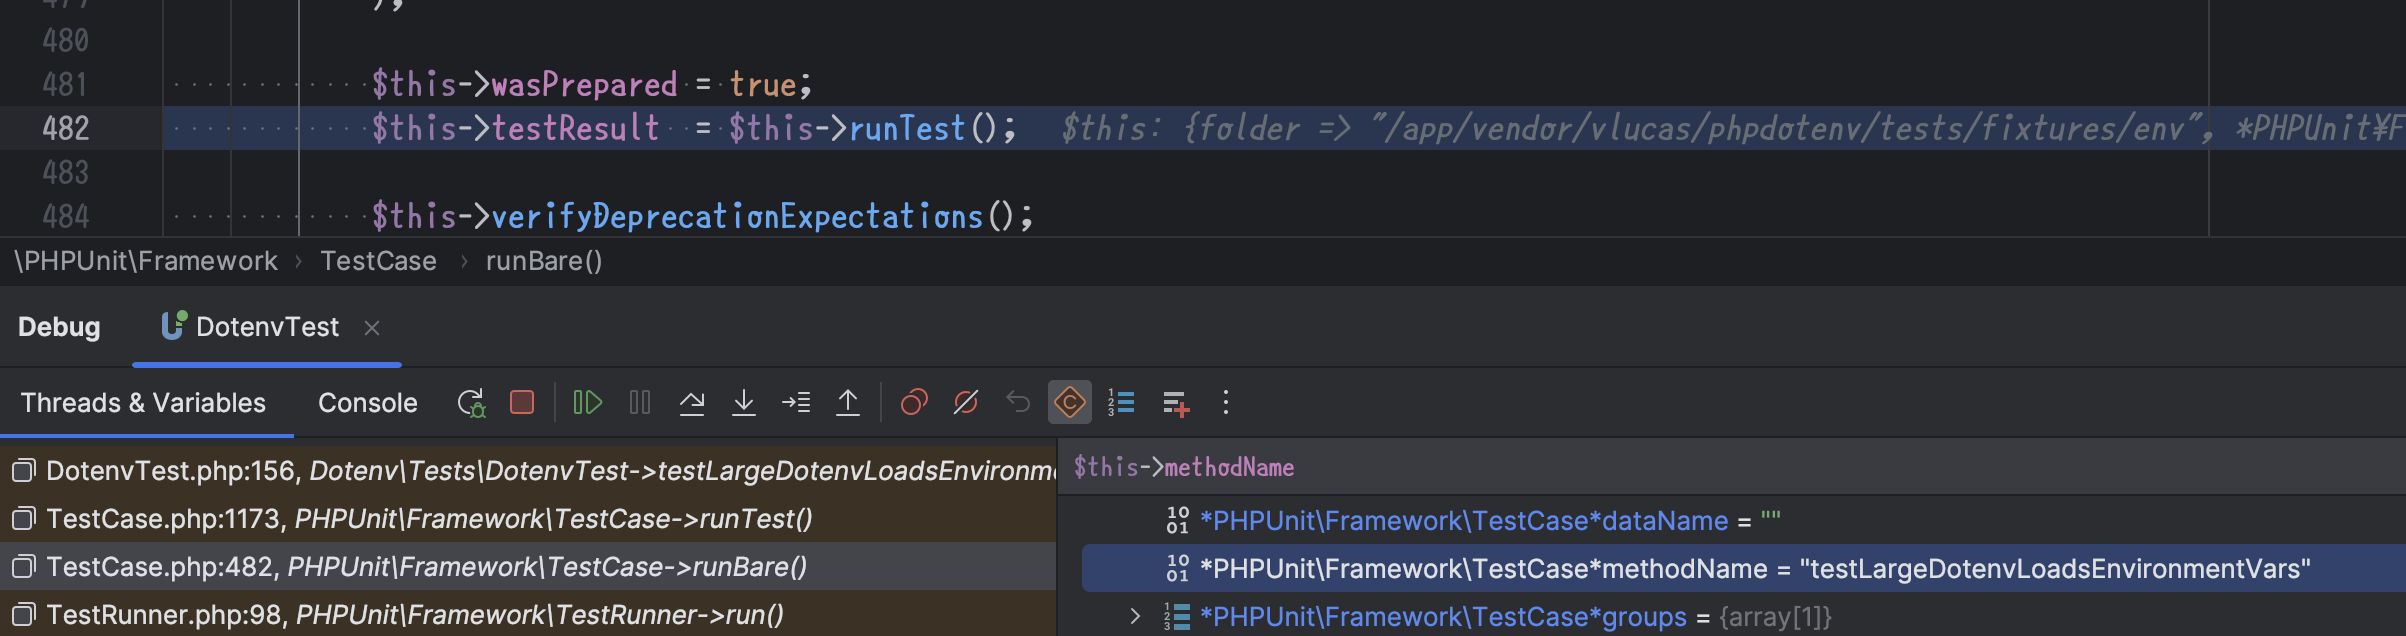 480
481 $this->wasPrepared = true;
482 $this->testResult = $this->runTest(); $this: {folder => "/app/vendor/vlucas/phpdotenv/tests/fixtures/env", *PHPUnit¥F
483
484 $this->verifyDeprecationExpectations();
\PHPUnit\Framework › TestCase › runBare()
Debug DotenvTest ×
Threads & Variables Console
DotenvTest.php:156, Dotenv\Tests\DotenvTest->testLargeDotenvLoadsEnvironme
$this->methodName
TestCase.php:1173, PHPUnit\Framework\TestCase->runTest()
*PHPUnit\Framework\TestCase*dataName = ""
TestCase.php:482, PHPUnit\Framework\TestCase->runBare()
*PHPUnit\Framework\TestCase*methodName = "testLargeDotenvLoadsEnvironmentVars"
TestRunner.php:98, PHPUnit\Framework\TestRunner->run()
*PHPUnit\Framework\TestCase*groups = {array[1]}